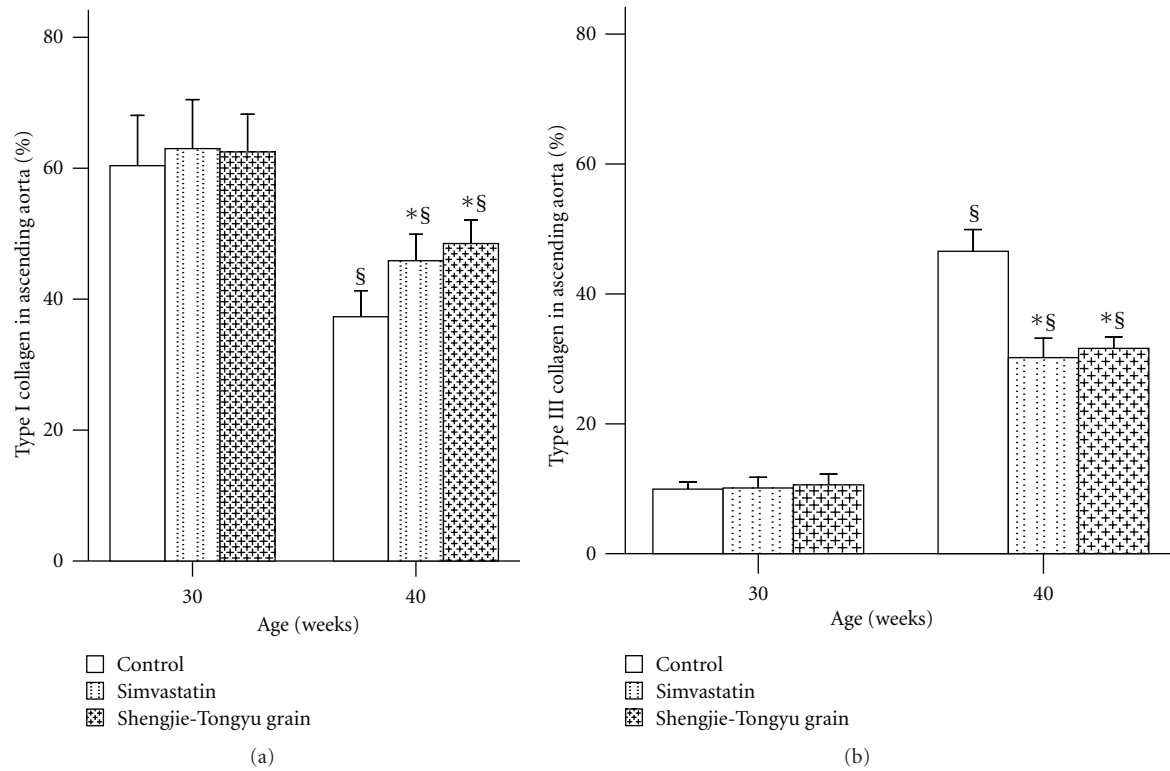 80
60
40
20
0
Type I collagen in ascending aorta (%)
§
*§
*§
30
40
Age (weeks)
Control
Simvastatin
Shengjie-Tongyu grain
(a)
80
60
40
20
0
Type III collagen in ascending aorta (%)
§
*§
*§
30
40
Age (weeks)
Control
Simvastatin
Shengjie-Tongyu grain
(b)